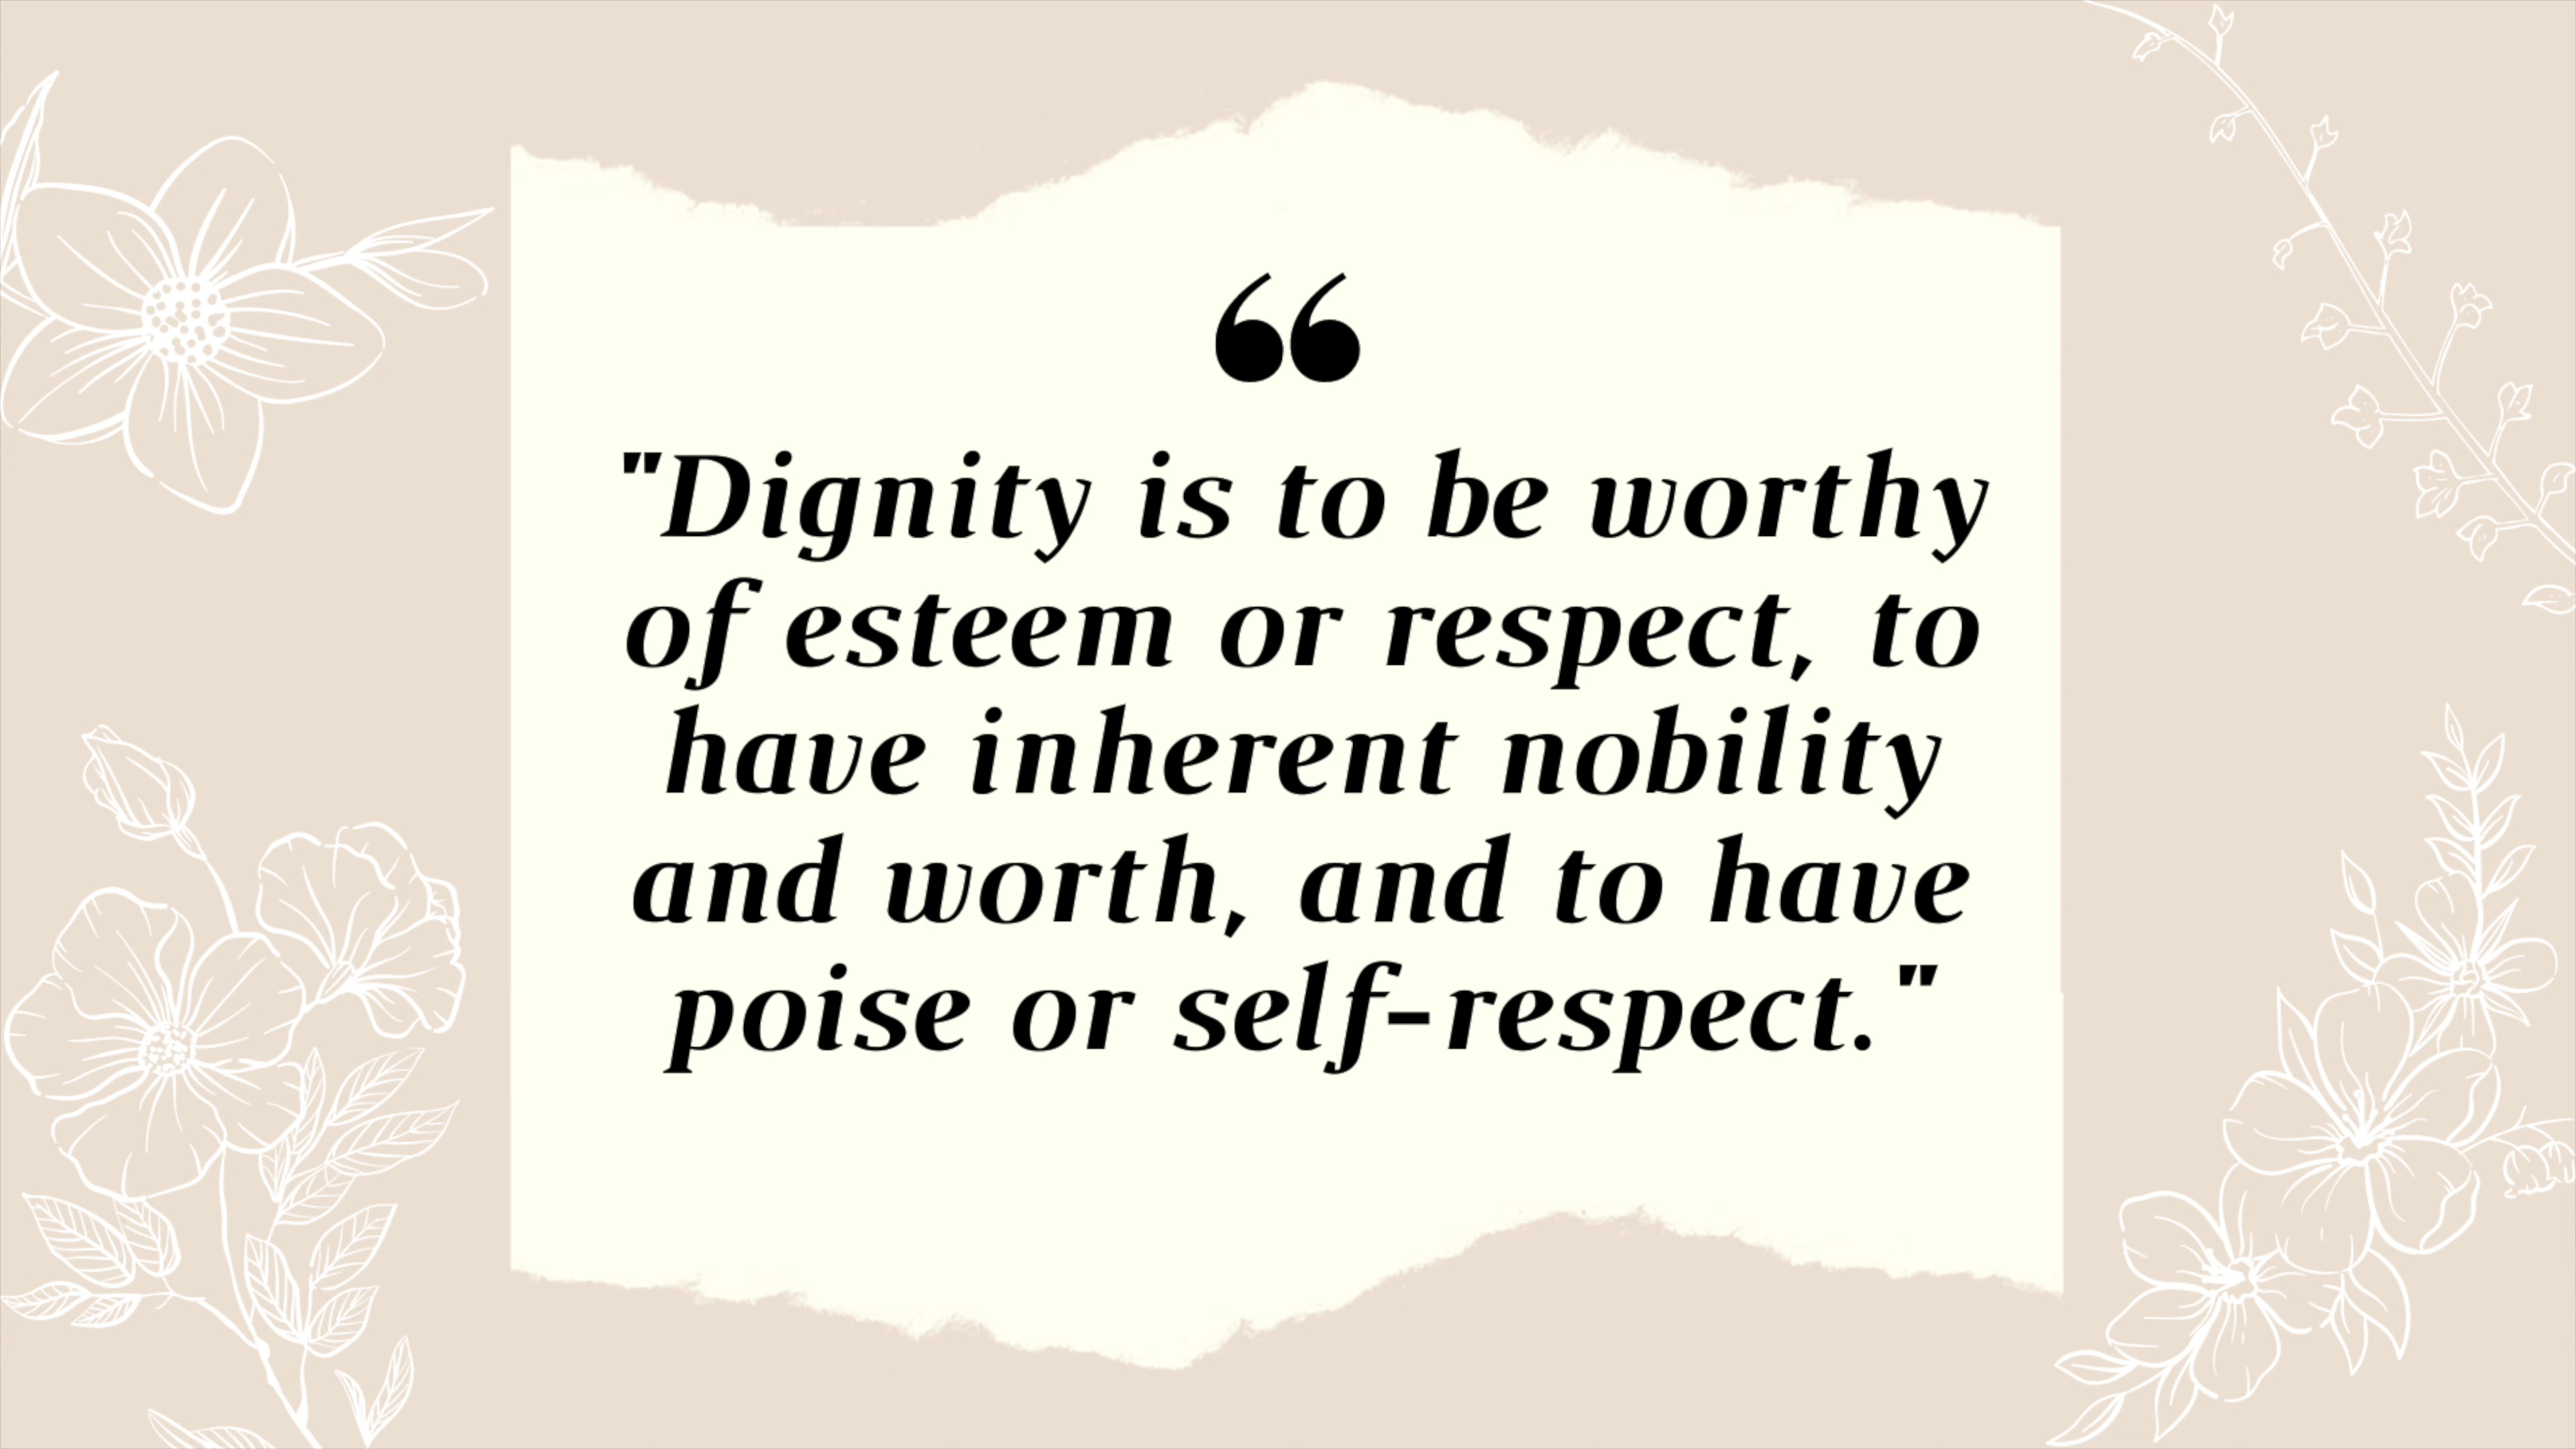 ❝
"Dignity is to be worthy
of esteem or respect, to
have inherent nobility
and worth, and to have
poise or self-respect."